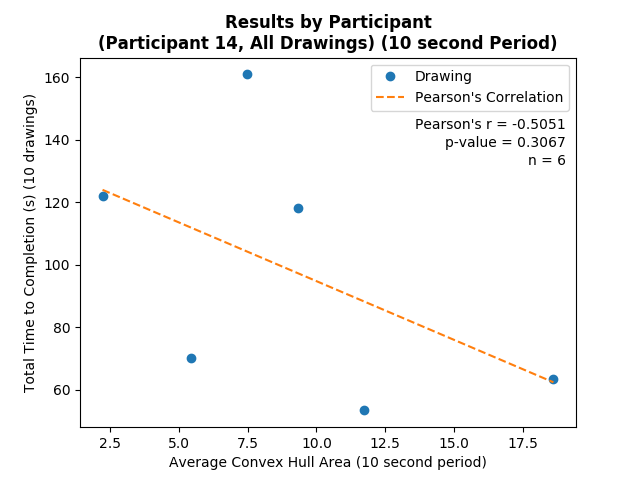 Results by Participant
(Participant 14, All Drawings) (10 second Period)
Drawing
Pearson's Correlation
Pearson's r = -0.5051
p-value = 0.3067
n = 6
Total Time to Completion (s) (10 drawings)
160
140
120
100
80
60
2.5 5.0 7.5 10.0 12.5 15.0 17.5
Average Convex Hull Area (10 second period)